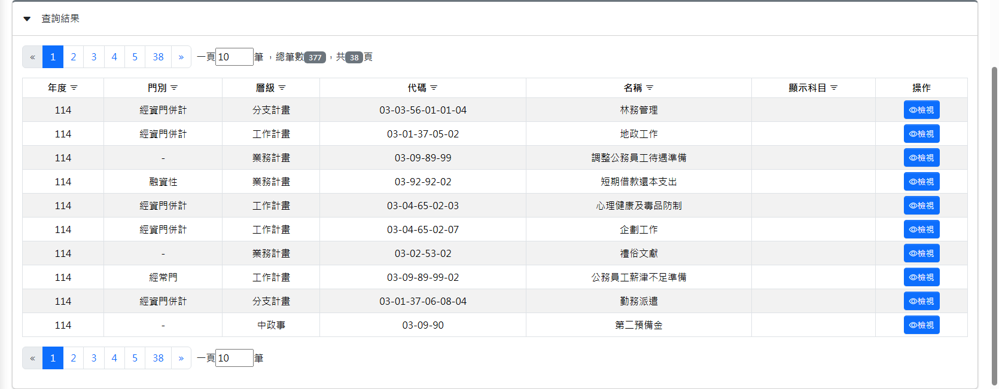 查詢結果
« 1 2 3 4 5 38 » 一頁10筆,總筆數377,共38頁
年度 門別 層級 代碼 名稱 顯示科目 操作
114 經資門併計 分支計畫 03-03-56-01-01-04 林務管理 檢視
114 經資門併計 工作計畫 03-01-37-05-02 地政工作 檢視
114 - 業務計畫 03-09-89-99 調整公務員工待遇準備 檢視
114 融資性 業務計畫 03-92-92-02 短期借款還本支出 檢視
114 經資門併計 工作計畫 03-04-65-02-03 心理健康及毒品防制 檢視
114 經資門併計 工作計畫 03-04-65-02-07 企劃工作 檢視
114 - 業務計畫 03-02-53-02 禮俗文獻 檢視
114 經常門 工作計畫 03-09-89-99-02 公務員工薪津不足準備 檢視
114 經資門併計 分支計畫 03-01-37-06-08-04 勤務派遣 檢視
114 - 中政事 03-09-90 第二預備金 檢視
« 1 2 3 4 5 38 » 一頁10筆